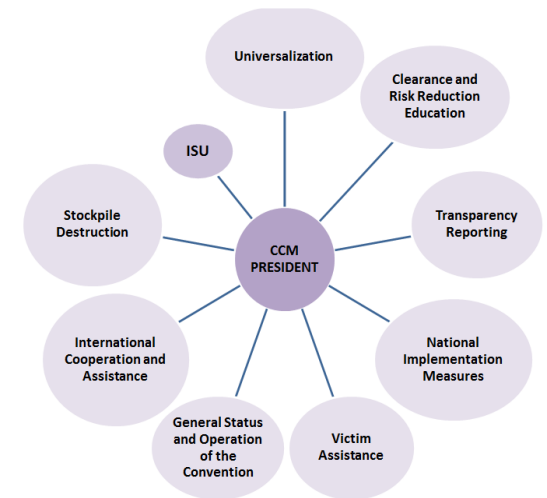 Universalization
Clearance and
Risk Reduction
Education
ISU
Stockpile
Destruction
Transparency
Reporting
CCM
PRESIDENT
International
Cooperation and
Assistance
National
Implementation
Measures
General Status
and Operation
of the
Convention
Victim
Assistance